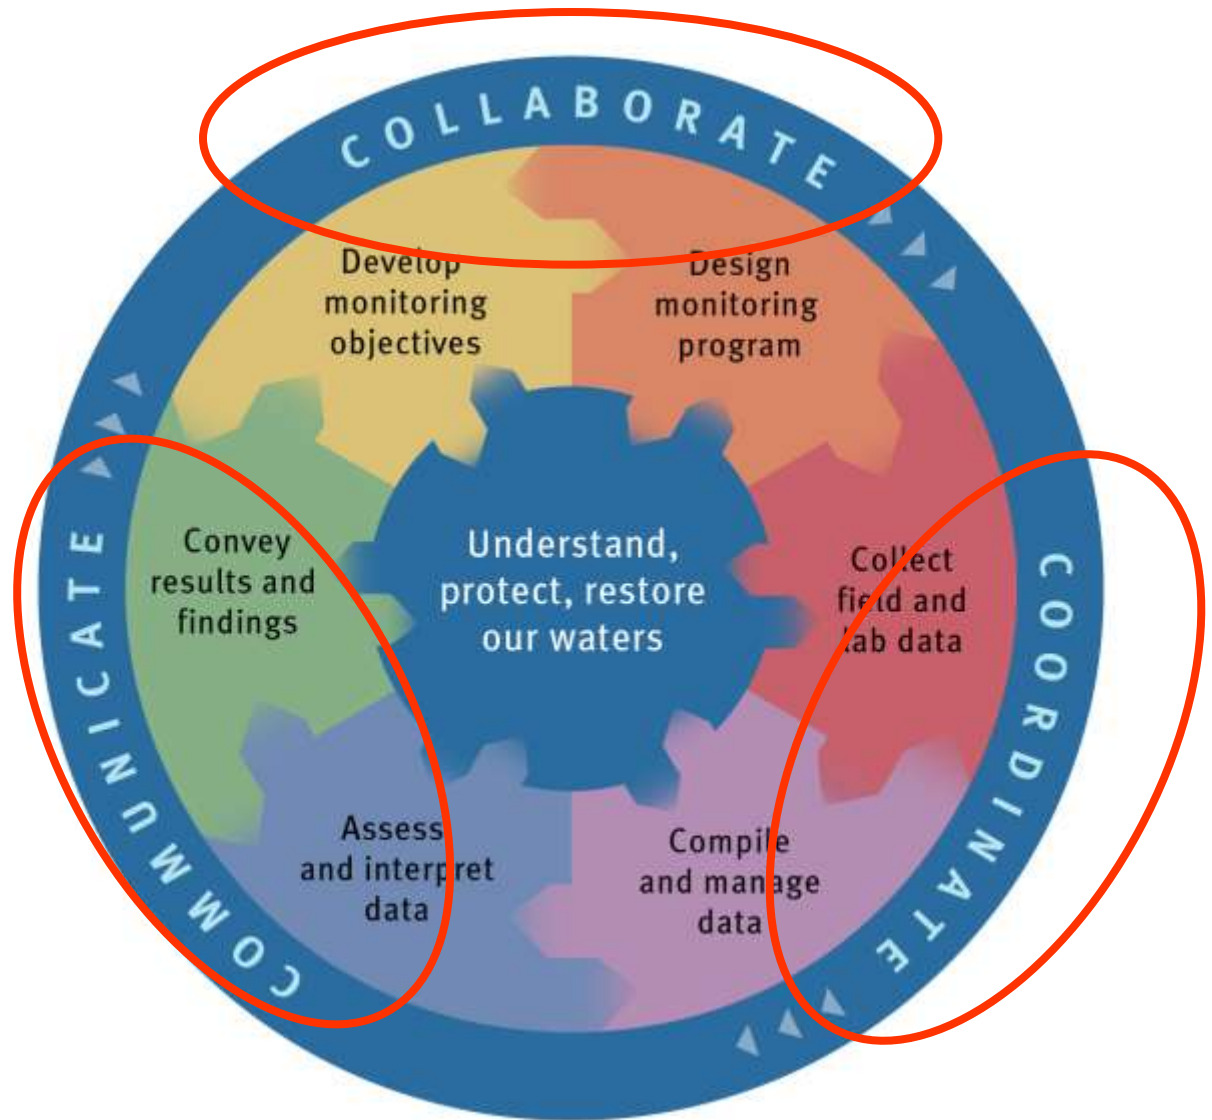 COLLABORATE
Develop
monitoring
objectives
Design
monitoring
program
Convey
results and
findings
Understand,
protect, restore
our waters
Collect
field and
lab data
COORDINATE
COMMUNICATE
Assess
and interpret
data
Compile
and manage
data